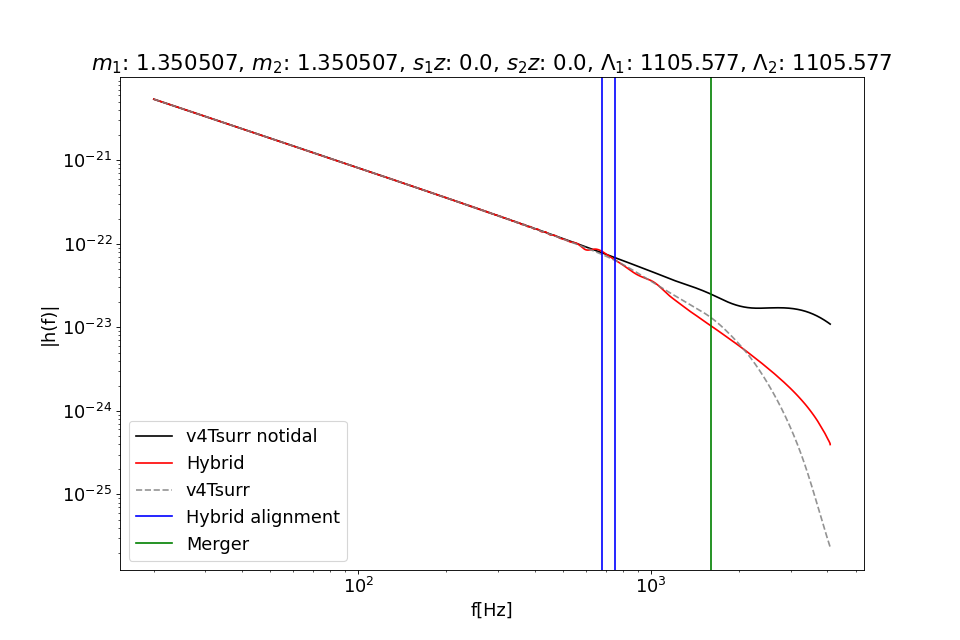 m₁: 1.350507, m₂: 1.350507, s₁z: 0.0, s₂z: 0.0, Λ₁: 1105.577, Λ₂: 1105.577
|h(f)|
10⁻²¹
10⁻²²
10⁻²³
10⁻²⁴
10⁻²⁵
v4Tsurr notidal
Hybrid
v4Tsurr
Hybrid alignment
Merger
10² 10³
f[Hz]